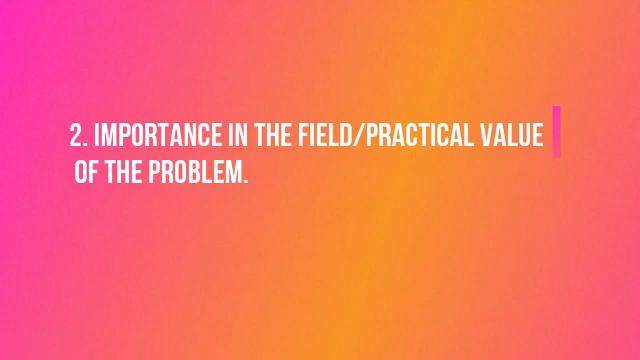 2. IMPORTANCE IN THE FIELD/PRACTICAL VALUE
OF THE PROBLEM.